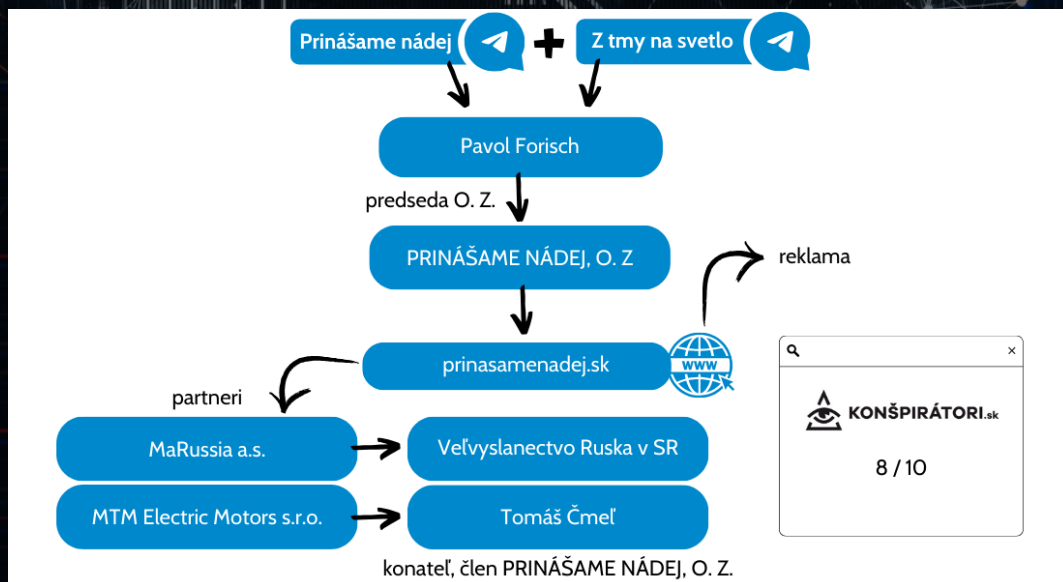 Prinášame nádej
Z tmy na svetlo
Pavol Forisch
predseda O. Z.
PRINÁŠAME NÁDEJ, O. Z
reklama
prinasamenadej.sk
WWW
partneri
KONŠPIRÁTORI.sk
8 / 10
MaRussia a.s.
Veľvyslanectvo Ruska v SR
MTM Electric Motors s.r.o.
Tomáš Čmeľ
konateľ, člen PRINÁŠAME NÁDEJ, O. Z.